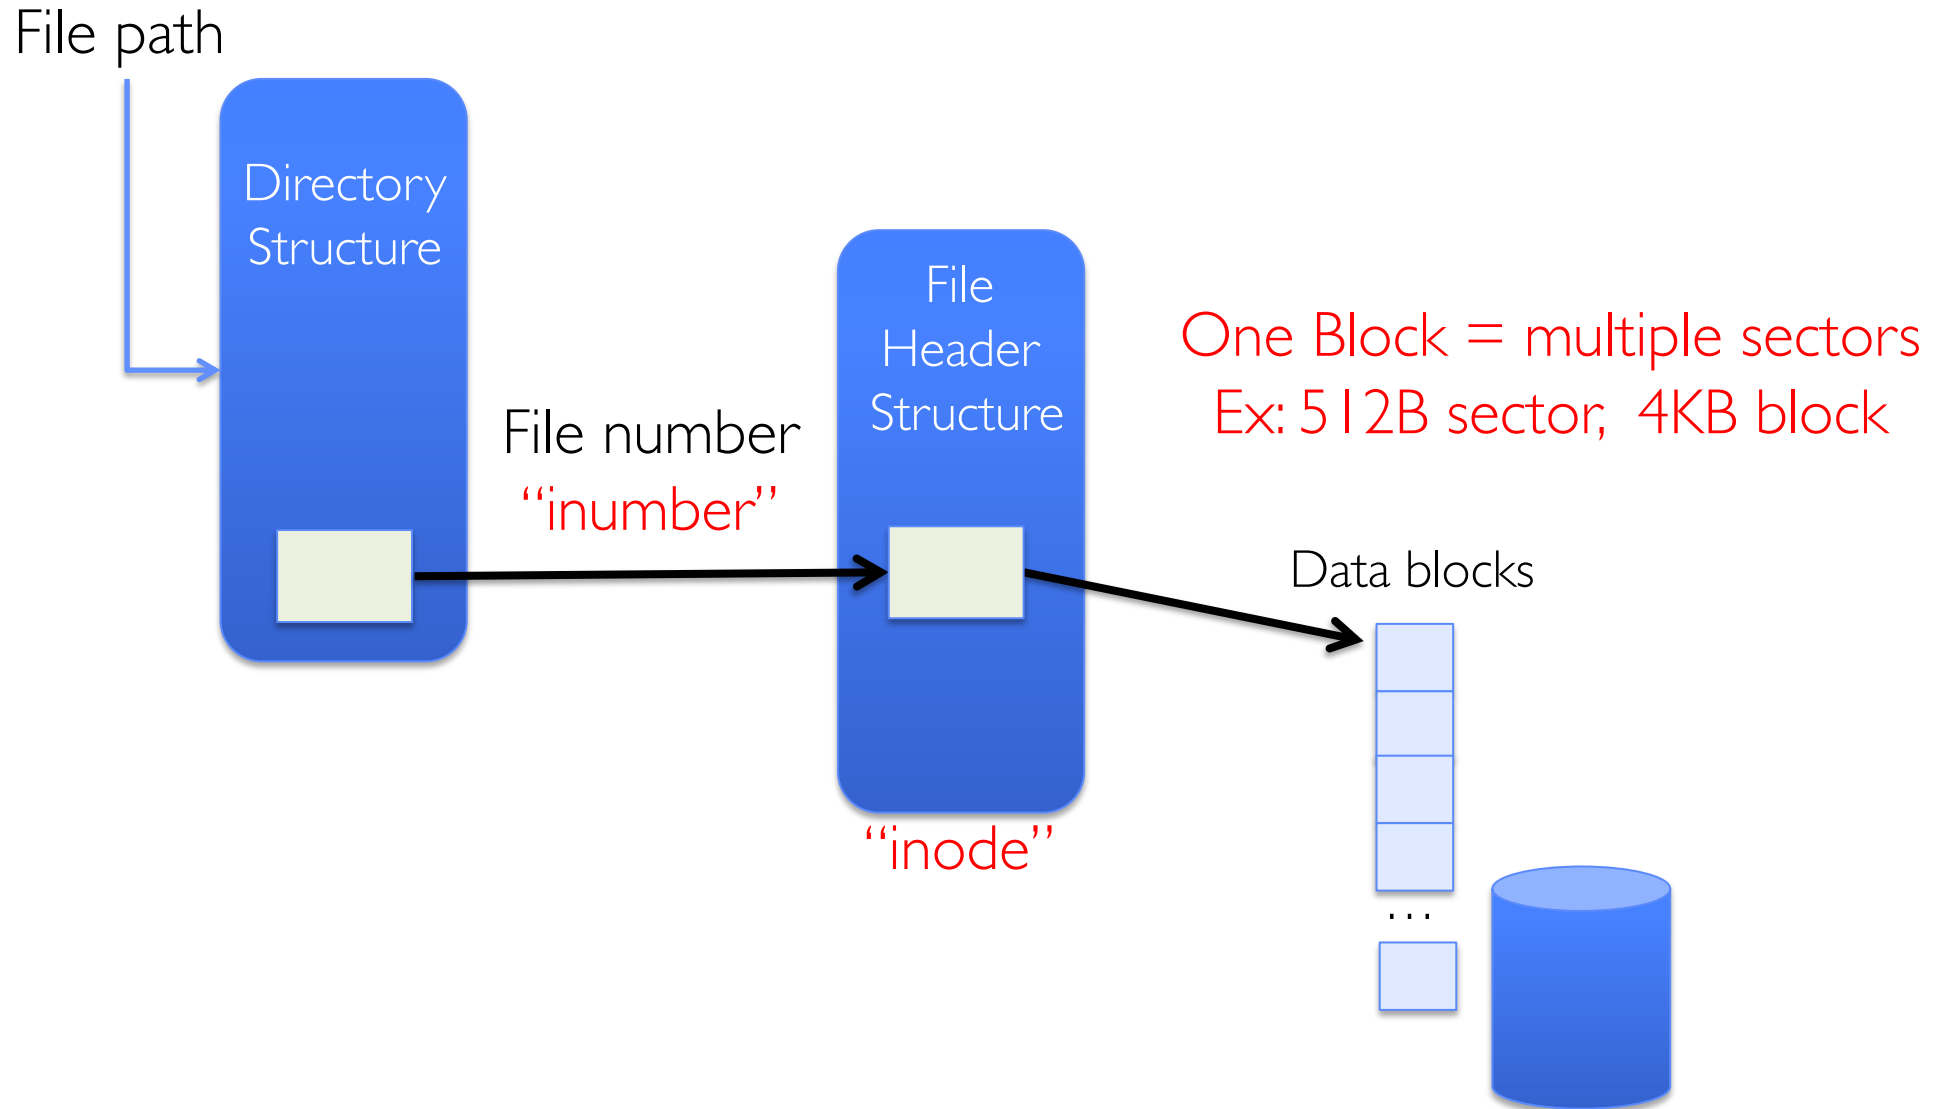 File path
Directory
Structure
File number
“inumber”
File
Header
Structure
“inode”
One Block = multiple sectors
Ex: 512B sector, 4KB block
Data blocks
...